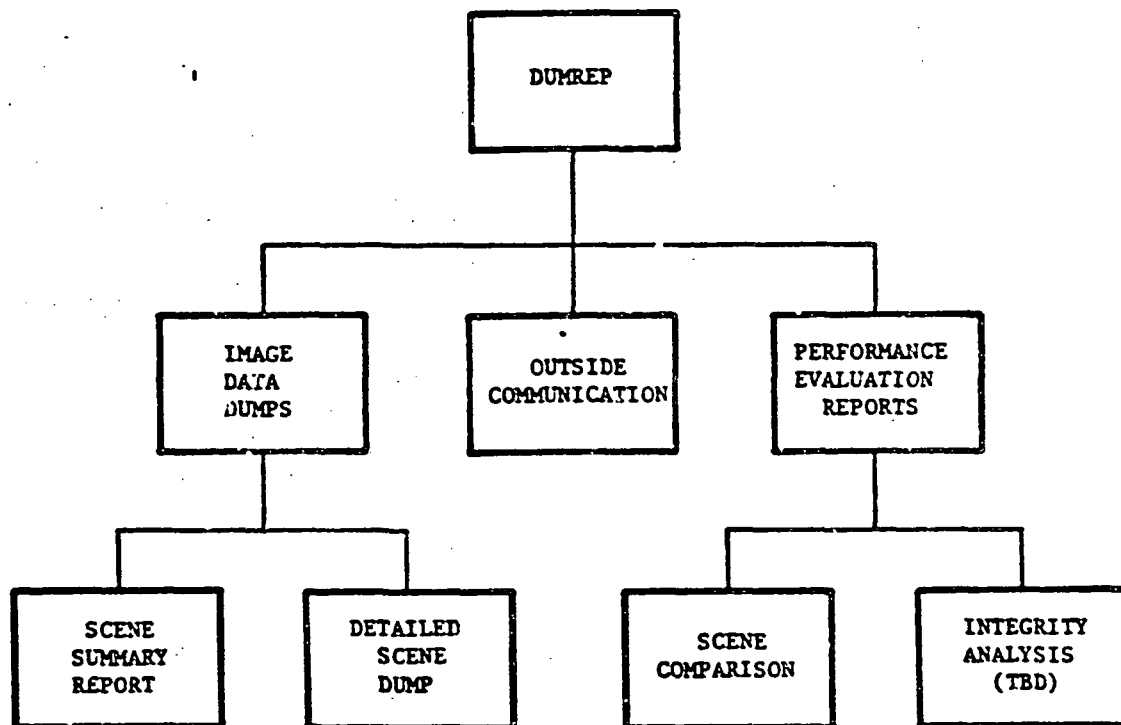 DUMREP
IMAGE
DATA
DUMPS
OUTSIDE
COMMUNICATION
PERFORMANCE
EVALUATION
REPORTS
SCENE
SUMMARY
REPORT
DETAILED
SCENE
DUMP
SCENE
COMPARISON
INTEGRITY
ANALYSIS
(TBD)